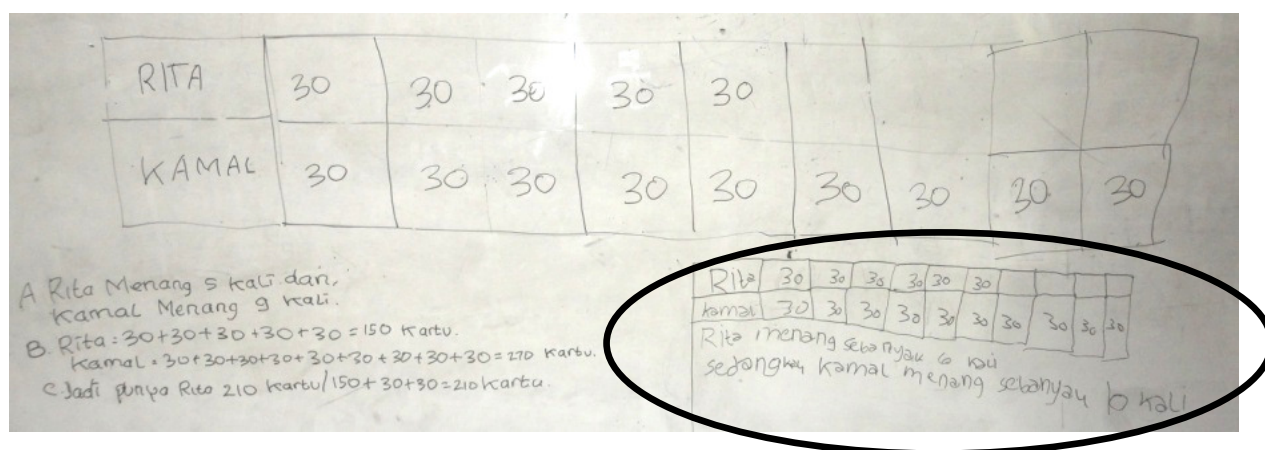 RITA 30 30 30 30 30
KAMAL 30 30 30 30 30 30 30 30 30
A Rita Menang 5 kali dan,
Kamal Menang 9 kali.
B. Rita = 30+30+30+30+30 = 150 Kartu.
Kamal = 30+30+30+30+30+30+30+30+30 = 270 Kartu.
C Jadi punya Rita 210 Kartu/150+30+30=210 Kartu.
Rita 30 30 30 30 30 30
Kamal 30 30 30 30 30 30 30 30 30 30
Rita menang sebanyau 6 kali
sedangkan kamal menang sebanyau 10 kali